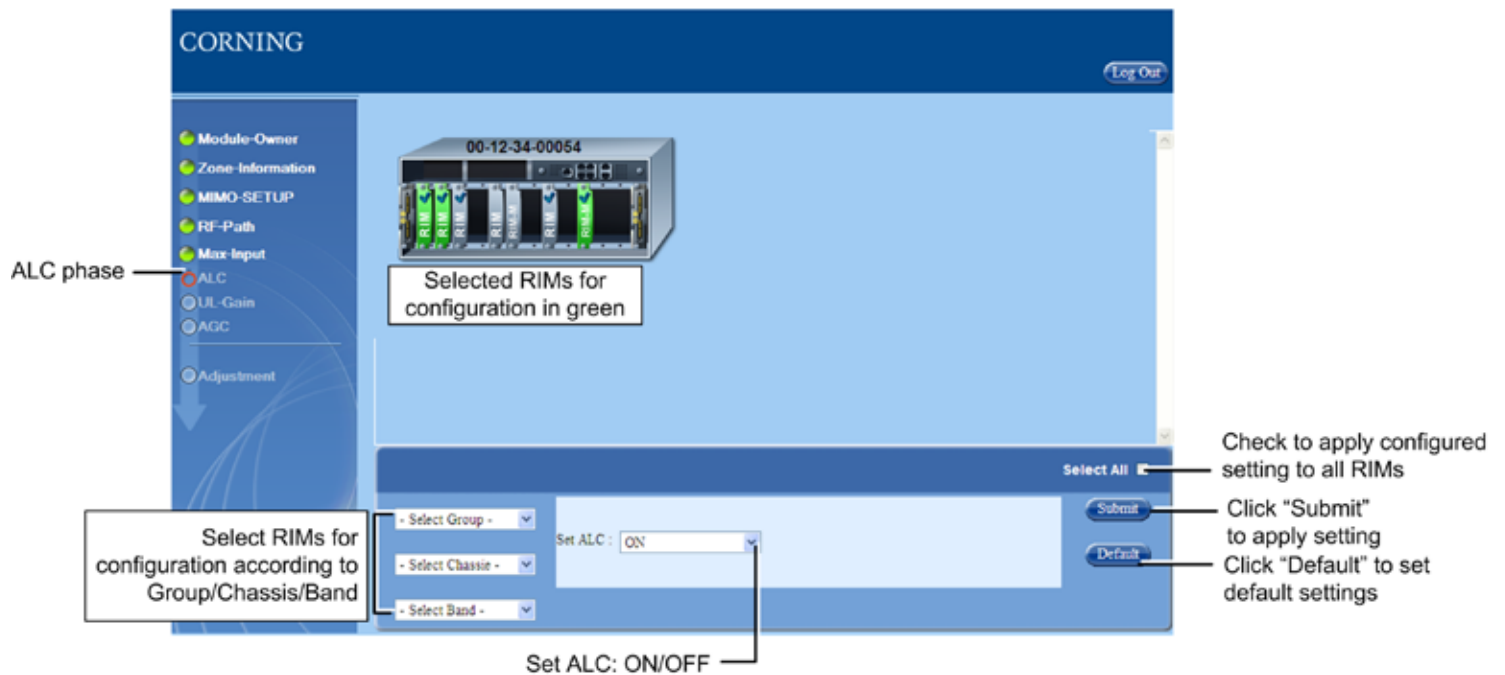 CORNING
Log Out
Module-Owner
Zone-Information
MIMO-SETUP
RF-Path
Max-Input
ALC
UL-Gain
AGC
Adjustment
ALC phase
00-12-34-00054
RIM
RIM
RIM
RIM
RIM-M
RIM
RIM-M
Selected RIMs for
configuration in green
Select All
Check to apply configured
setting to all RIMs
Select RIMs for
configuration according to
Group/Chassis/Band
- Select Group -
- Select Chassie -
- Select Band -
Set ALC : ON
Submit
Default
Click “Submit”
to apply setting
Click “Default” to set
default settings
Set ALC: ON/OFF